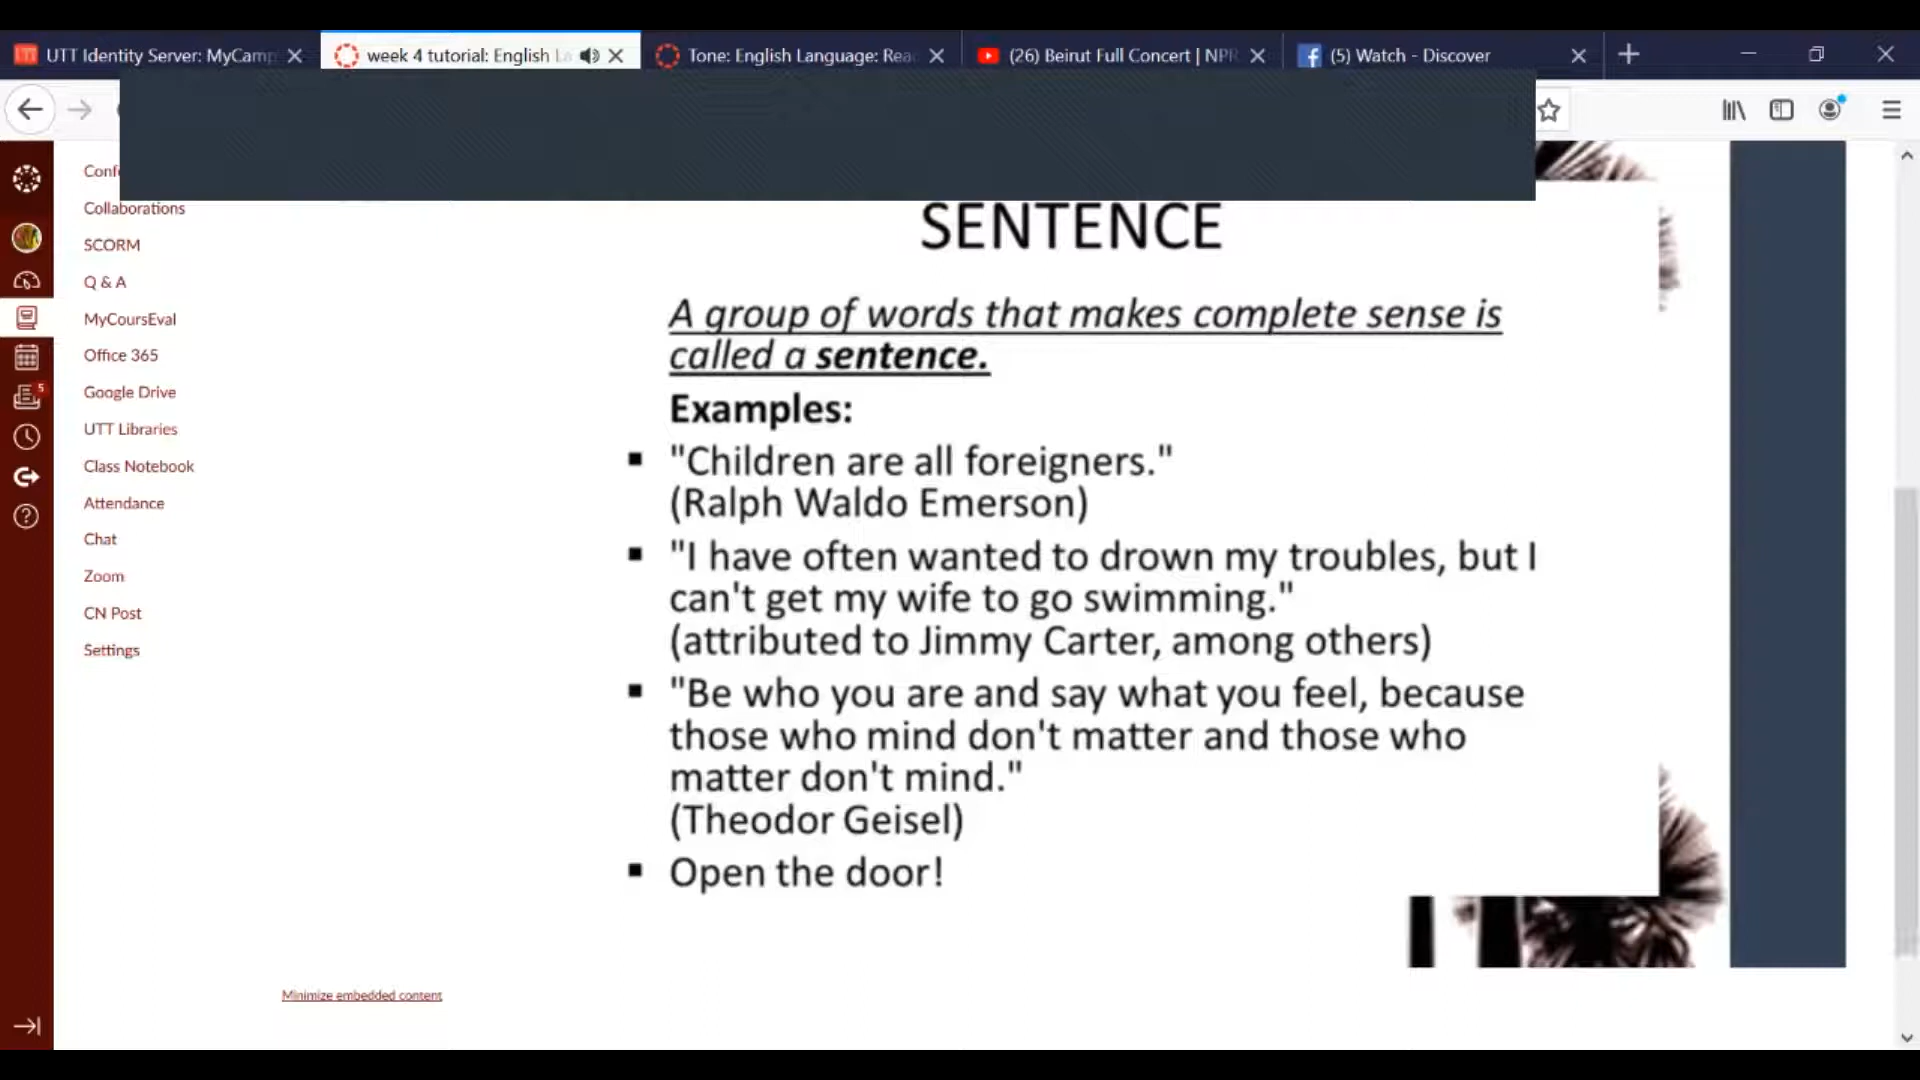 UTT Identity Server: MyCamp
week 4 tutorial: English La
Tone: English Language: Rea
(26) Beirut Full Concert | NPR
(5) Watch - Discover
Collaborations
SCORM
Q & A
MyCoursEval
Office 365
Google Drive
UTT Libraries
Class Notebook
Attendance
Chat
Zoom
CN Post
Settings
5
SENTENCE
A group of words that makes complete sense is
called a sentence.
Examples:
▪ "Children are all foreigners."
(Ralph Waldo Emerson)
▪ "I have often wanted to drown my troubles, but I
can't get my wife to go swimming."
(attributed to Jimmy Carter, among others)
▪ "Be who you are and say what you feel, because
those who mind don't matter and those who
matter don't mind."
(Theodor Geisel)
▪ Open the door!
Minimize embedded content